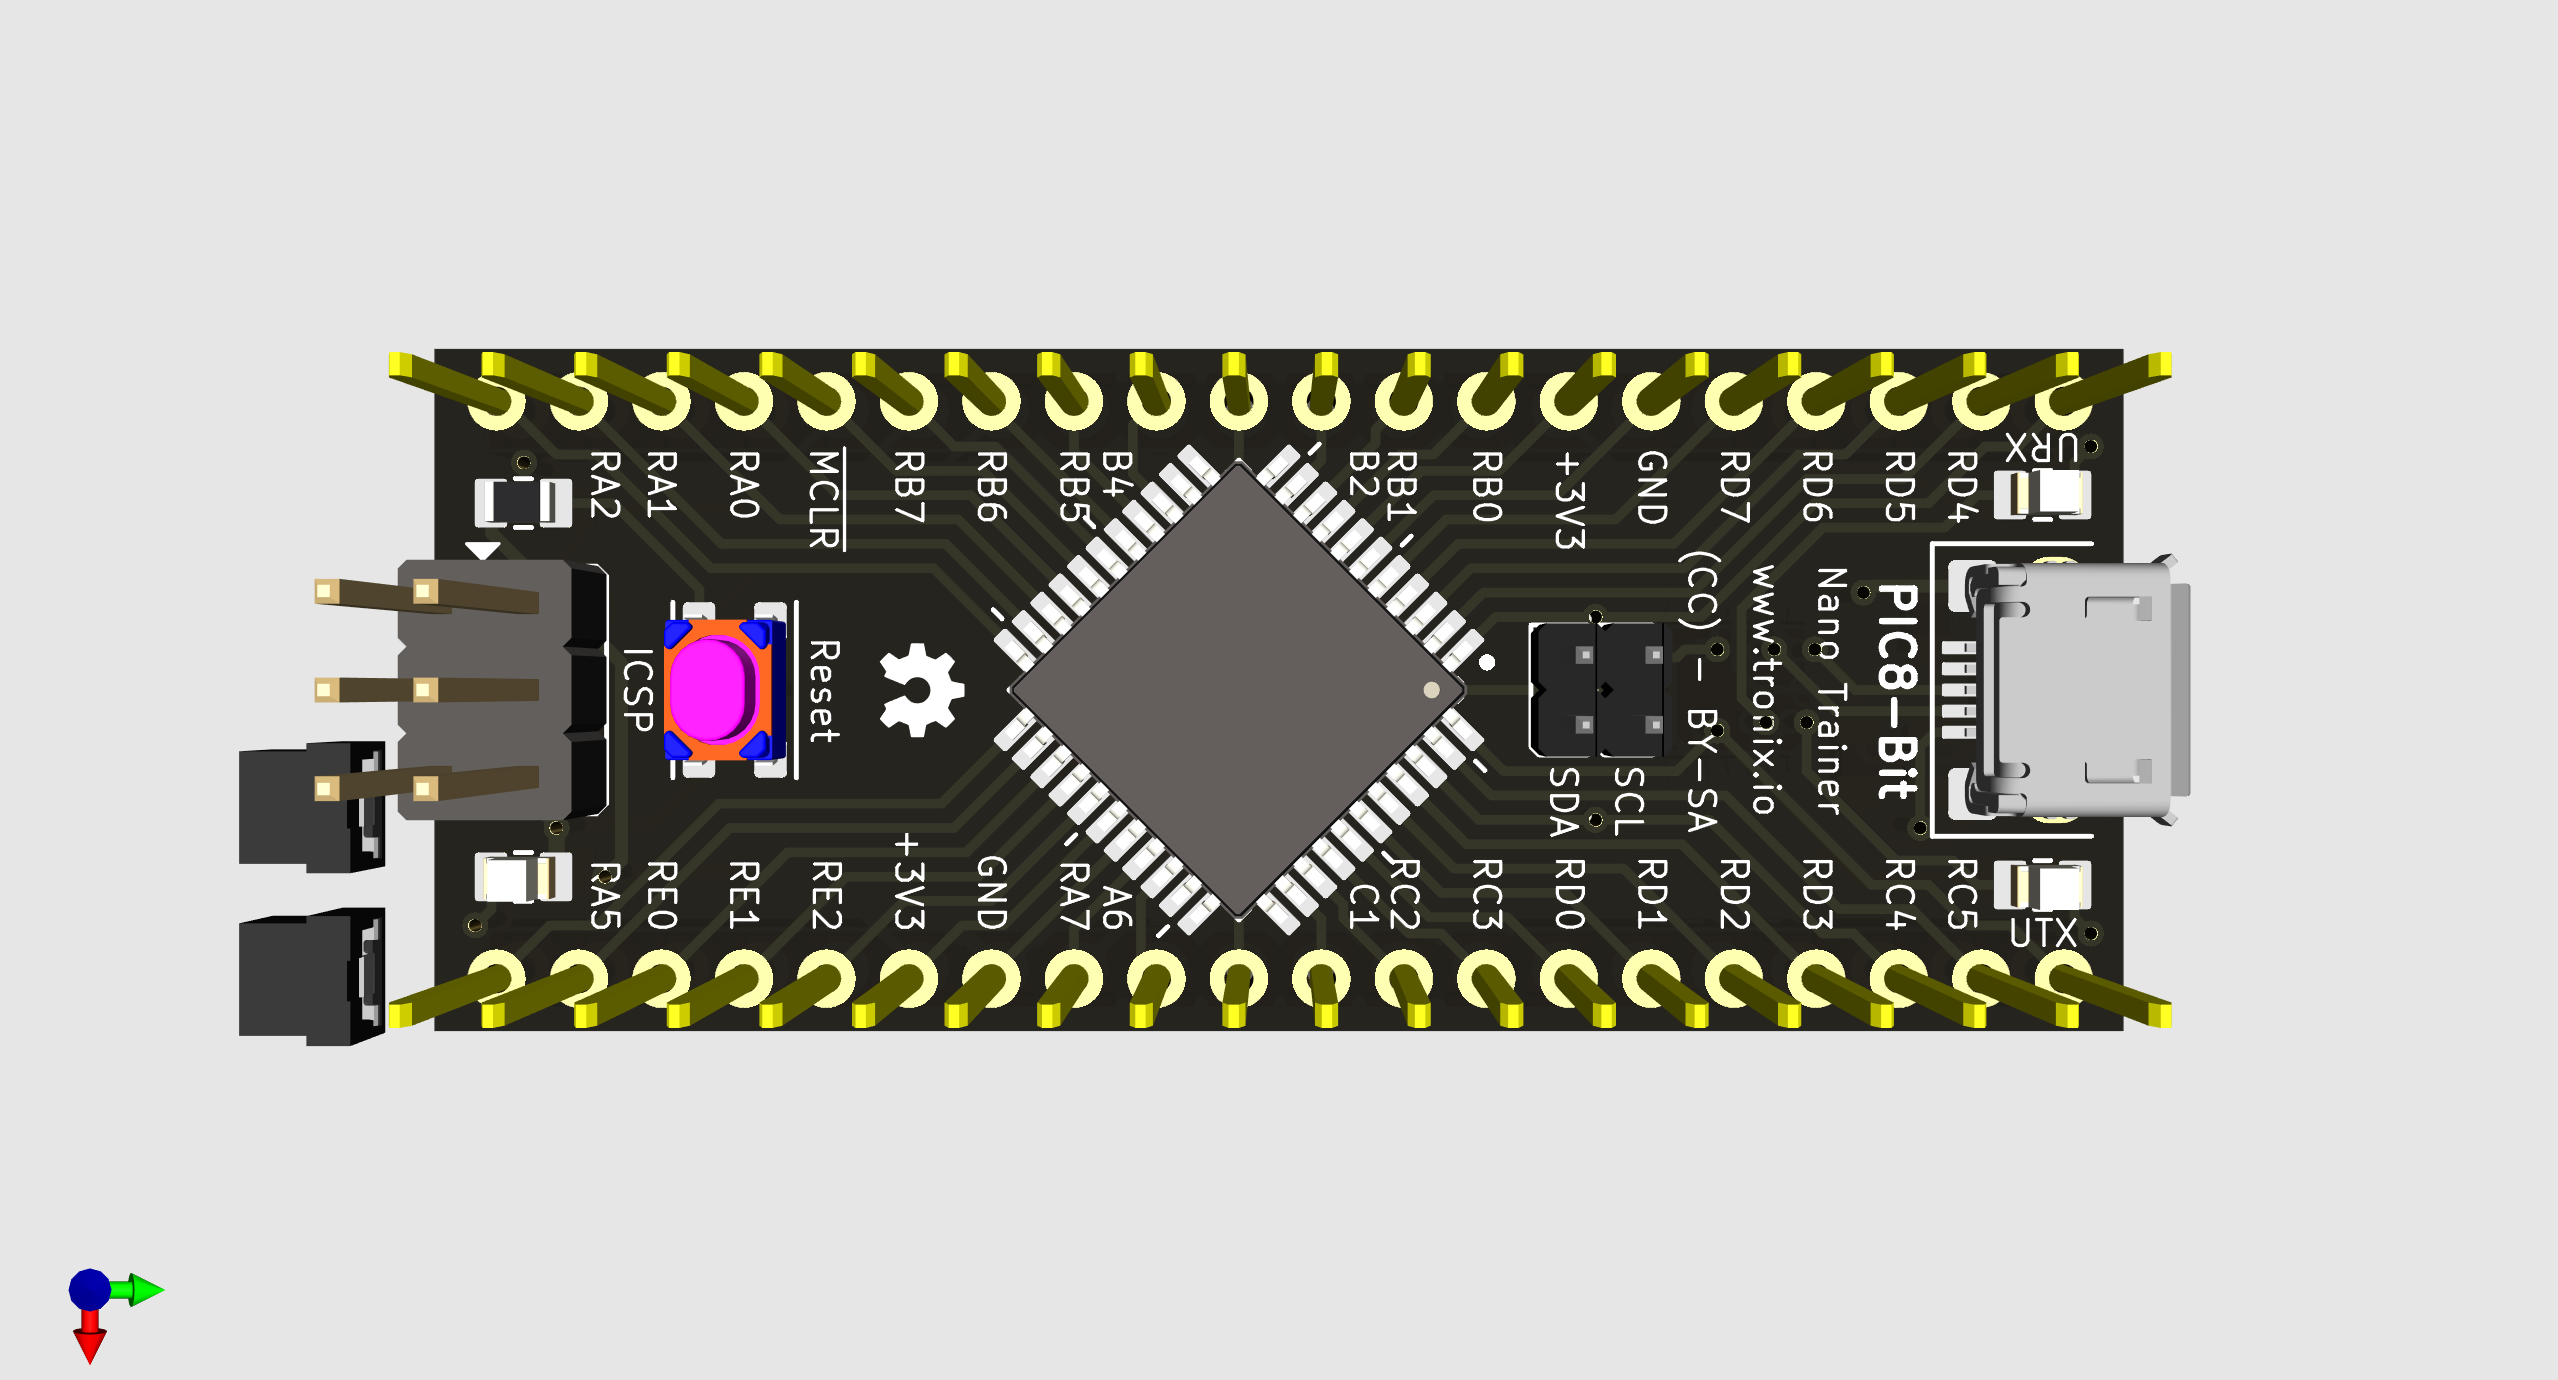 RA2
RA1
RA0
MCLR
RB7
RB6
RB5
B4
B2
RB1
RB0
+3V3
GND
RD7
RD6
RD5
RD4
URX
ICSP
Reset
SDA
SCL
(CC) - BY-SA
www.tronix.io
Nano Trainer
PIC8-Bit
RA5
RE0
RE1
RE2
+3V3
GND
RA7
A6
C1
RC2
RC3
RD0
RD1
RD2
RD3
RC4
RC5
UTX